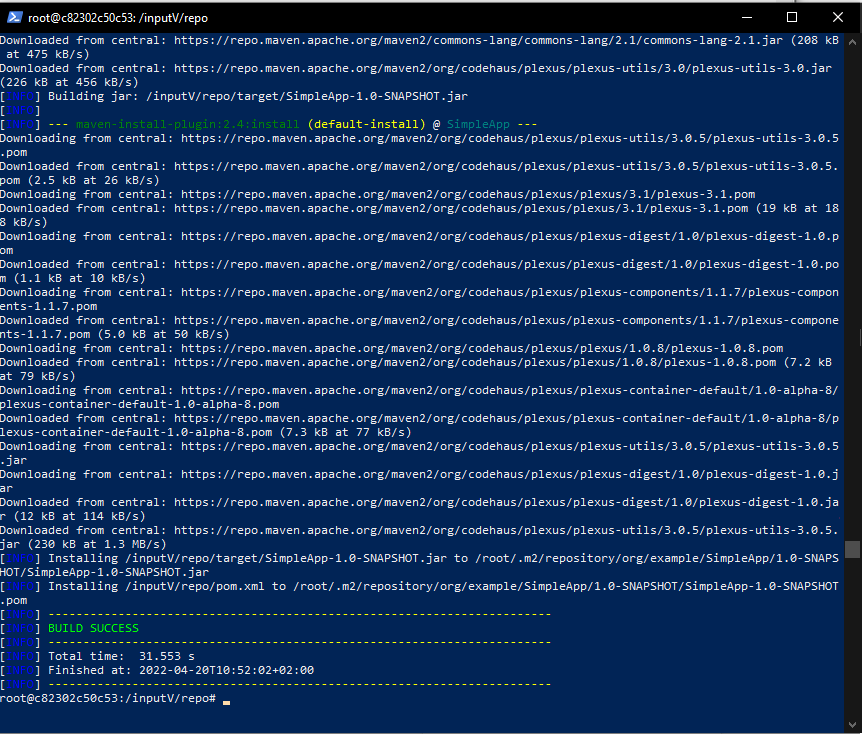 root@c82302c50c53: /inputV/repo
Downloaded from central: https://repo.maven.apache.org/maven2/commons-lang/commons-lang/2.1/commons-lang-2.1.jar (208 kB
 at 475 kB/s)
Downloaded from central: https://repo.maven.apache.org/maven2/org/codehaus/plexus/plexus-utils/3.0/plexus-utils-3.0.jar
(226 kB at 456 kB/s)
[INFO] Building jar: /inputV/repo/target/SimpleApp-1.0-SNAPSHOT.jar
[INFO]
[INFO] --- maven-install-plugin:2.4:install (default-install) @ SimpleApp ---
Downloading from central: https://repo.maven.apache.org/maven2/org/codehaus/plexus/plexus-utils/3.0.5/plexus-utils-3.0.5
.pom
Downloaded from central: https://repo.maven.apache.org/maven2/org/codehaus/plexus/plexus-utils/3.0.5/plexus-utils-3.0.5.
pom (2.5 kB at 26 kB/s)
Downloading from central: https://repo.maven.apache.org/maven2/org/codehaus/plexus/plexus/3.1/plexus-3.1.pom
Downloaded from central: https://repo.maven.apache.org/maven2/org/codehaus/plexus/plexus/3.1/plexus-3.1.pom (19 kB at 18
8 kB/s)
Downloading from central: https://repo.maven.apache.org/maven2/org/codehaus/plexus/plexus-digest/1.0/plexus-digest-1.0.p
om
Downloaded from central: https://repo.maven.apache.org/maven2/org/codehaus/plexus/plexus-digest/1.0/plexus-digest-1.0.po
m (1.1 kB at 10 kB/s)
Downloading from central: https://repo.maven.apache.org/maven2/org/codehaus/plexus/plexus-components/1.1.7/plexus-compon
ents-1.1.7.pom
Downloaded from central: https://repo.maven.apache.org/maven2/org/codehaus/plexus/plexus-components/1.1.7/plexus-compone
nts-1.1.7.pom (5.0 kB at 50 kB/s)
Downloading from central: https://repo.maven.apache.org/maven2/org/codehaus/plexus/plexus/1.0.8/plexus-1.0.8.pom
Downloaded from central: https://repo.maven.apache.org/maven2/org/codehaus/plexus/plexus/1.0.8/plexus-1.0.8.pom (7.2 kB
at 79 kB/s)
Downloading from central: https://repo.maven.apache.org/maven2/org/codehaus/plexus/plexus-container-default/1.0-alpha-8/
plexus-container-default-1.0-alpha-8.pom
Downloaded from central: https://repo.maven.apache.org/maven2/org/codehaus/plexus/plexus-container-default/1.0-alpha-8/p
lexus-container-default-1.0-alpha-8.pom (7.3 kB at 77 kB/s)
Downloading from central: https://repo.maven.apache.org/maven2/org/codehaus/plexus/plexus-utils/3.0.5/plexus-utils-3.0.5
.jar
Downloading from central: https://repo.maven.apache.org/maven2/org/codehaus/plexus/plexus-digest/1.0/plexus-digest-1.0.j
ar
Downloaded from central: https://repo.maven.apache.org/maven2/org/codehaus/plexus/plexus-digest/1.0/plexus-digest-1.0.ja
r (12 kB at 114 kB/s)
Downloaded from central: https://repo.maven.apache.org/maven2/org/codehaus/plexus/plexus-utils/3.0.5/plexus-utils-3.0.5.
jar (230 kB at 1.3 MB/s)
[INFO] Installing /inputV/repo/target/SimpleApp-1.0-SNAPSHOT.jar to /root/.m2/repository/org/example/SimpleApp/1.0-SNAPS
HOT/SimpleApp-1.0-SNAPSHOT.jar
[INFO] Installing /inputV/repo/pom.xml to /root/.m2/repository/org/example/SimpleApp/1.0-SNAPSHOT/SimpleApp-1.0-SNAPSHOT
.pom
[INFO] ------------------------------------------------------------------------
[INFO] BUILD SUCCESS
[INFO] ------------------------------------------------------------------------
[INFO] Total time:  31.553 s
[INFO] Finished at: 2022-04-20T10:52:02+02:00
[INFO] ------------------------------------------------------------------------
root@c82302c50c53:/inputV/repo#